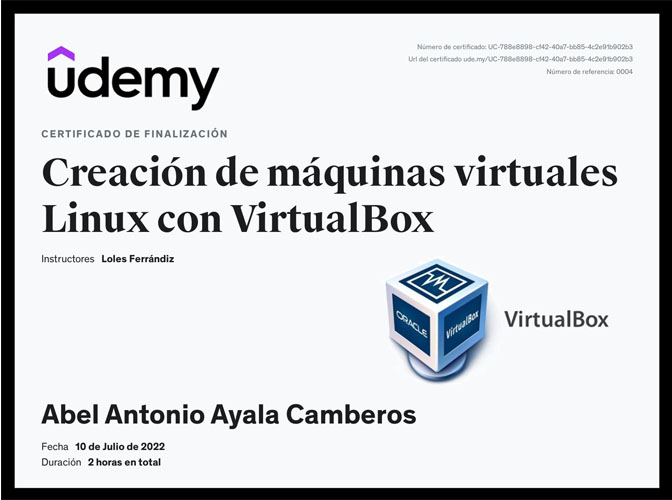 Número de certificado: UC-788e8898-cf42-40a7-bb85-4c2e91b902b3
Url del certificado ude.my/UC-788e8898-cf42-40a7-bb85-4c2e91b902b3
Número de referencia: 0004
udemy
CERTIFICADO DE FINALIZACIÓN
Creación de máquinas virtuales
Linux con VirtualBox
Instructores Loles Ferrándiz
ORACLE
VirtualBox
VirtualBox
Abel Antonio Ayala Camberos
Fecha 10 de Julio de 2022
Duración 2 horas en total